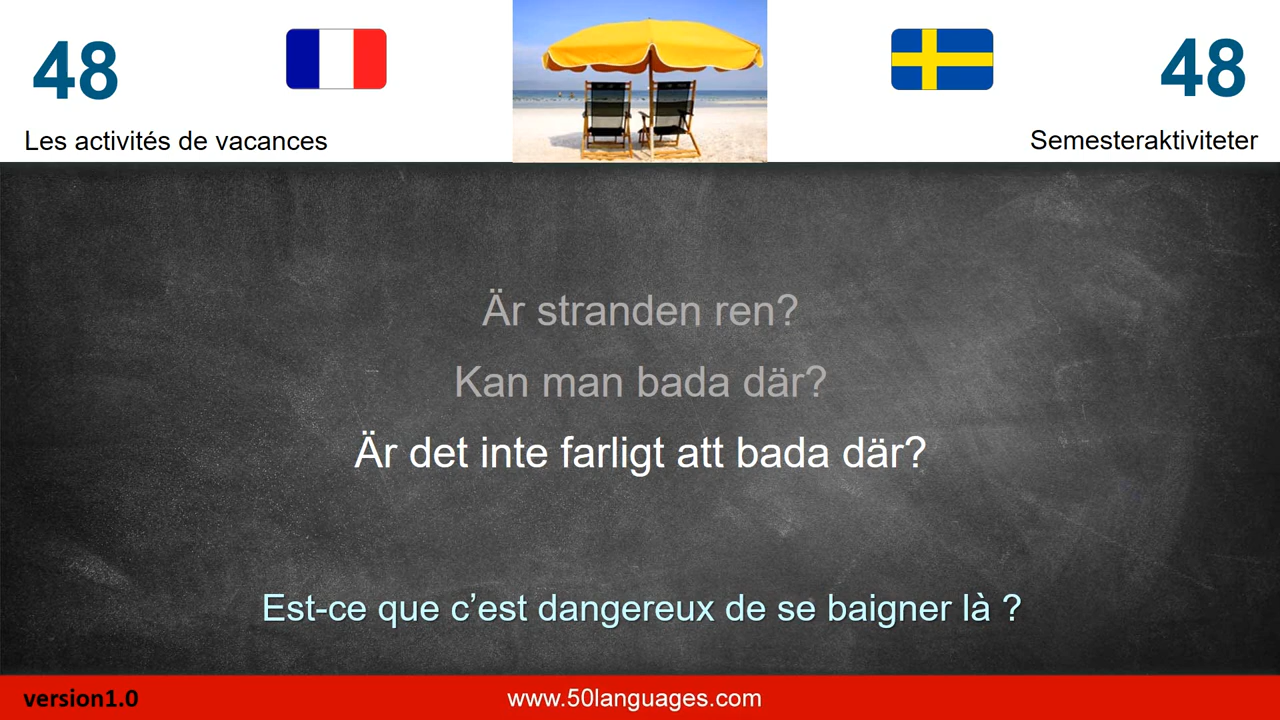 48
48
Les activités de vacances
Semesteraktiviteter
Är stranden ren?
Kan man bada där?
Är det inte farligt att bada där?
Est-ce que c’est dangereux de se baigner là ?
version1.0
www.50languages.com